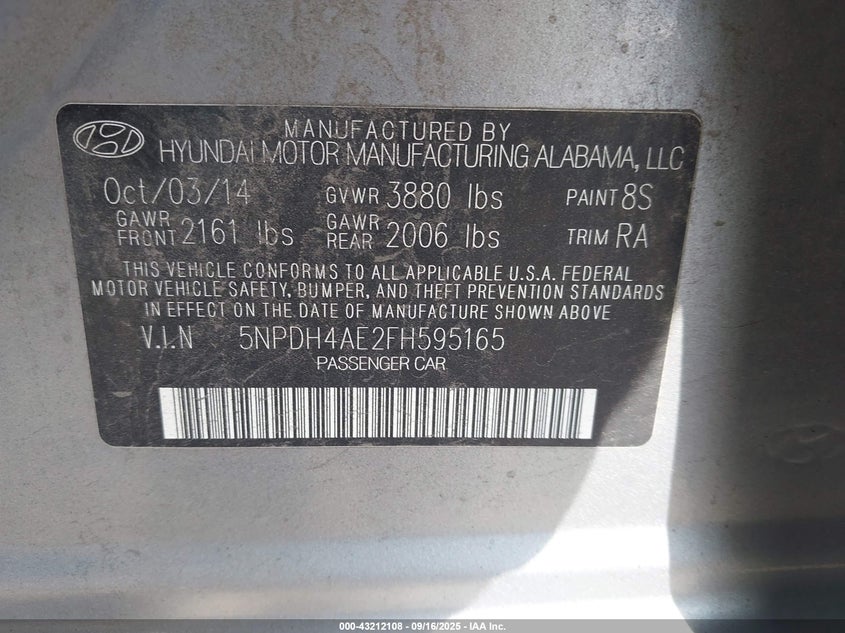 MANUFACTURED BY
HYUNDAI MOTOR MANUFACTURING ALABAMA, LLC
Oct/03/14 GVWR 3880 lbs PAINT 8S
GAWR FRONT 2161 lbs GAWR REAR 2006 lbs TRIM RA
THIS VEHICLE CONFORMS TO ALL APPLICABLE U.S.A. FEDERAL
MOTOR VEHICLE SAFETY, BUMPER, AND THEFT PREVENTION STANDARDS
IN EFFECT ON THE DATE OF MANUFACTURE SHOWN ABOVE
V.I.N 5NPDH4AE2FH595165
PASSENGER CAR
000-43212108 - 09/16/2025 - IAA Inc.